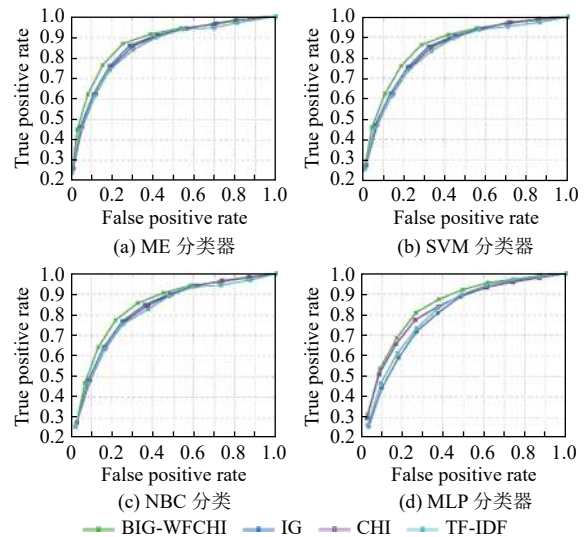 1.0 1.0
0.9 0.9
0.8 0.8
0.7 0.7
0.6 0.6
0.5 0.5
0.4 0.4
0.3 0.3
0.2 0.2
0 0.2 0.4 0.6 0.8 1.0 0 0.2 0.4 0.6 0.8 1.0
True positive rate True positive rate
False positive rate False positive rate
(a) ME 分类器 (b) SVM 分类器
1.0 1.0
0.9 0.9
0.8 0.8
0.7 0.7
0.6 0.6
0.5 0.5
0.4 0.4
0.3 0.3
0.2 0.2
0 0.2 0.4 0.6 0.8 1.0 0 0.2 0.4 0.6 0.8 1.0
True positive rate True positive rate
False positive rate False positive rate
(c) NBC 分类 (d) MLP 分类器
BIG-WFCHI IG CHI TF-IDF